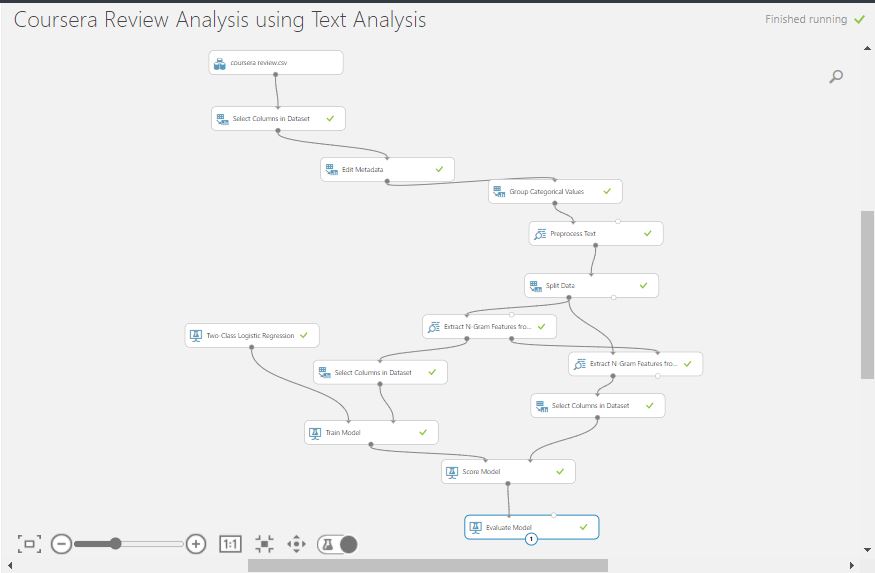 Coursera Review Analysis using Text Analysis
Finished running
coursera review.csv
Select Columns in Dataset
Edit Metadata
Group Categorical Values
Preprocess Text
Split Data
Extract N-Gram Features fro...
Two-Class Logistic Regression
Extract N-Gram Features fro...
Select Columns in Dataset
Select Columns in Dataset
Train Model
Score Model
Evaluate Model
1
1:1